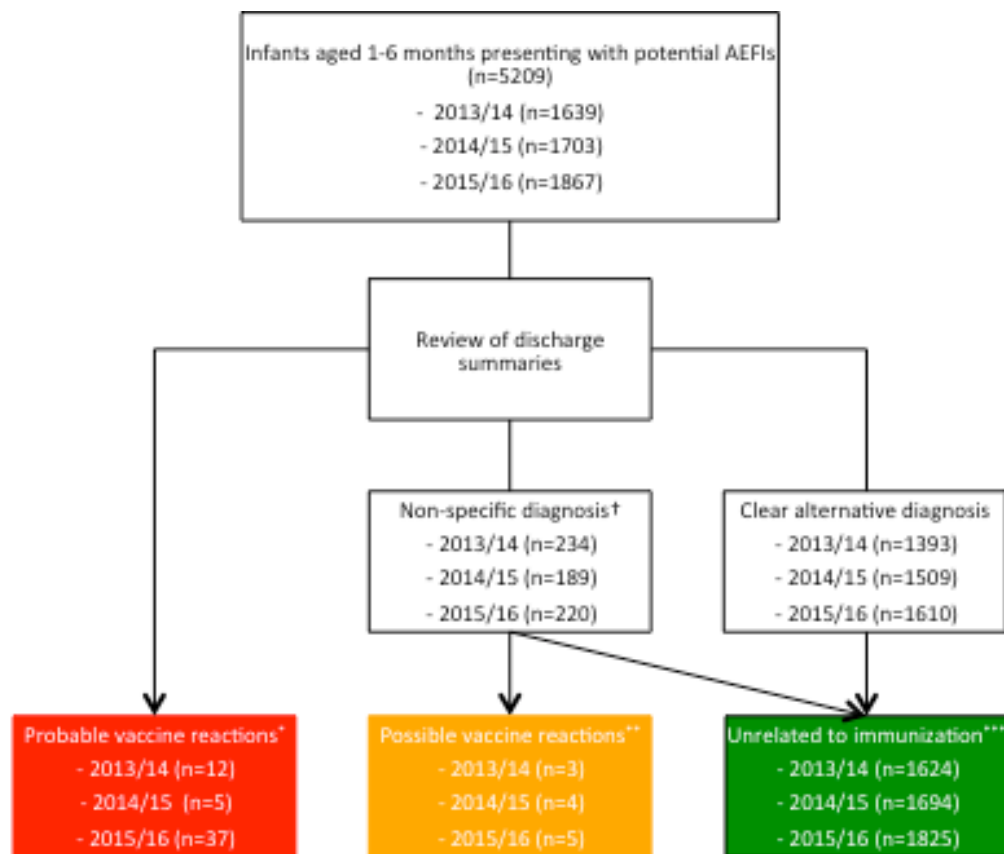 Infants aged 1-6 months presenting with potential AEFIs
(n=5209)
- 2013/14 (n=1639)
- 2014/15 (n=1703)
- 2015/16 (n=1867)
Review of discharge
summaries
Non-specific diagnosis†
- 2013/14 (n=234)
- 2014/15 (n=189)
- 2015/16 (n=220)
Clear alternative diagnosis
- 2013/14 (n=1393)
- 2014/15 (n=1509)
- 2015/16 (n=1610)
Probable vaccine reactions*
- 2013/14 (n=12)
- 2014/15 (n=5)
- 2015/16 (n=37)
Possible vaccine reactions**
- 2013/14 (n=3)
- 2014/15 (n=4)
- 2015/16 (n=5)
Unrelated to immunization***
- 2013/14 (n=1624)
- 2014/15 (n=1694)
- 2015/16 (n=1825)